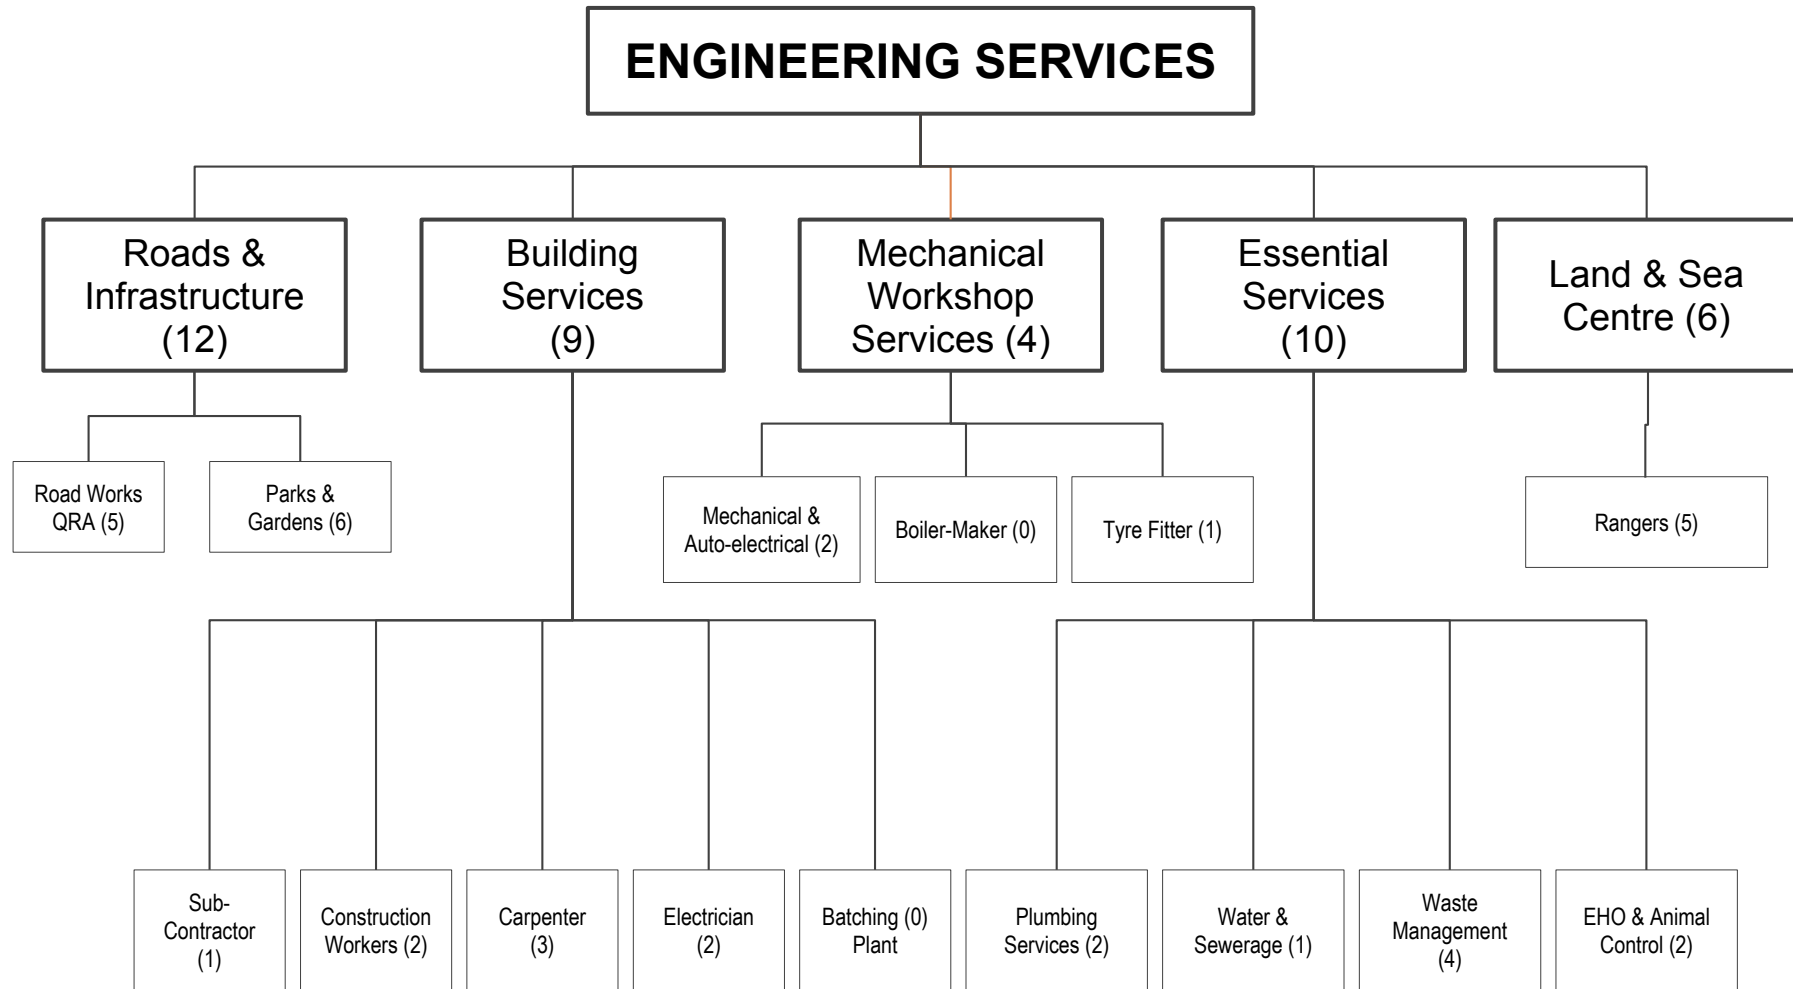 ENGINEERING SERVICES
Roads &
Infrastructure
(12)
Building
Services
(9)
Mechanical
Workshop
Services (4)
Essential
Services
(10)
Land & Sea
Centre (6)
Road Works
QRA (5)
Parks &
Gardens (6)
Mechanical &
Auto-electrical (2)
Boiler-Maker (0)
Tyre Fitter (1)
Rangers (5)
Sub-
Contractor
(1)
Construction
Workers (2)
Carpenter
(3)
Electrician
(2)
Batching (0)
Plant
Plumbing
Services (2)
Water &
Sewerage (1)
Waste
Management
(4)
EHO & Animal
Control (2)